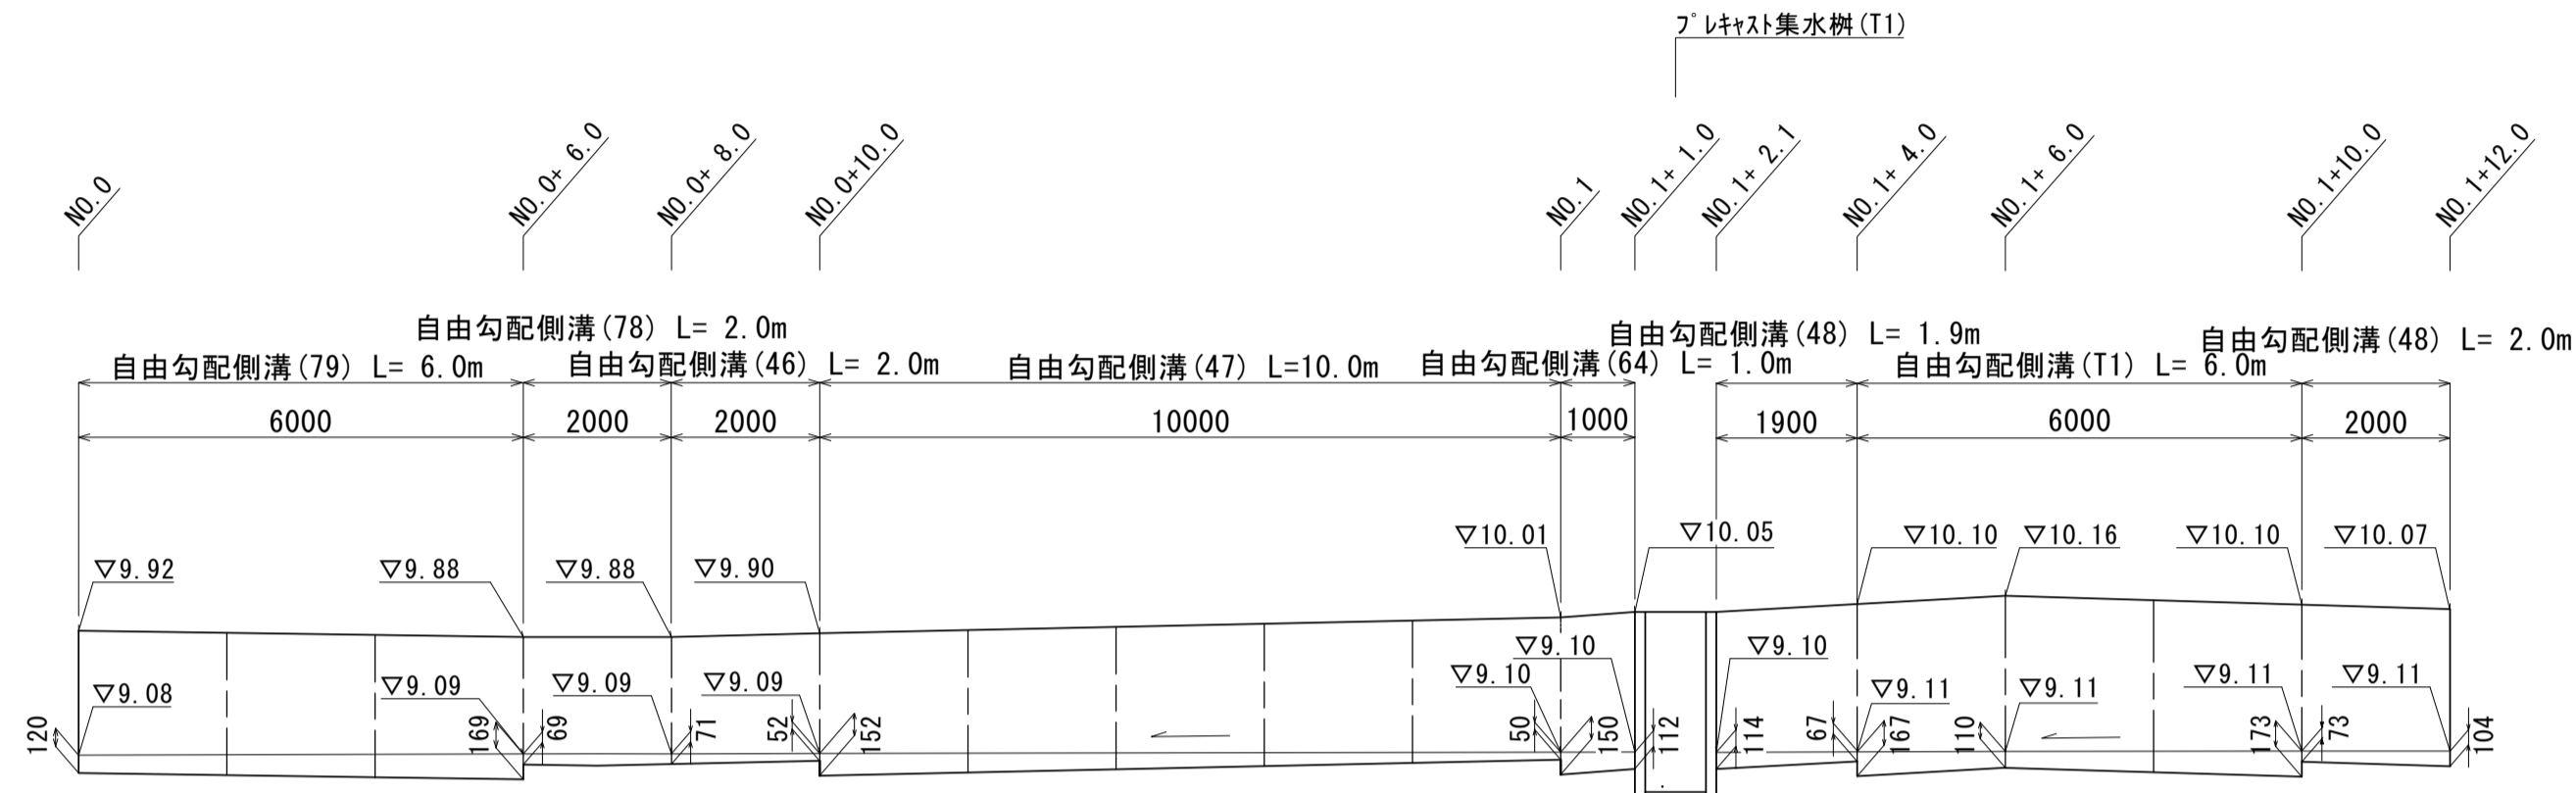 プレキャスト集水桝(T1)
NO.0
NO.0+ 6.0
NO.0+ 8.0
NO.0+10.0
NO.1
NO.1+ 1.0
NO.1+ 2.1
NO.1+ 4.0
NO.1+ 6.0
NO.1+10.0
NO.1+12.0
自由勾配側溝(78) L= 2.0m
自由勾配側溝(48) L= 1.9m
自由勾配側溝(48) L= 2.0m
自由勾配側溝(79) L= 6.0m
自由勾配側溝(46) L= 2.0m
自由勾配側溝(47) L=10.0m
自由勾配側溝(64) L= 1.0m
自由勾配側溝(T1) L= 6.0m
6000
2000
2000
10000
1000
1900
6000
2000
▽10.01
▽10.05
▽10.10
▽10.16
▽10.10
▽10.07
▽9.92
▽9.88
▽9.88
▽9.90
▽9.10
▽9.10
▽9.08
▽9.09
▽9.09
▽9.09
▽9.10
▽9.11
▽9.11
▽9.11
▽9.11
120
169
69
71
52
152
50
150
112
114
67
167
110
173
73
104